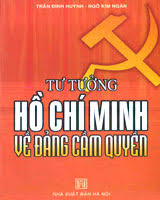 TRẦN ĐÌNH HUỲNH - NGÔ KIM NGÂN
TƯ TƯỞNG
HỒ CHÍ MINH
VỀ ĐẢNG CẦM QUYỀN
NHÀ XUẤT BẢN HÀ NỘI